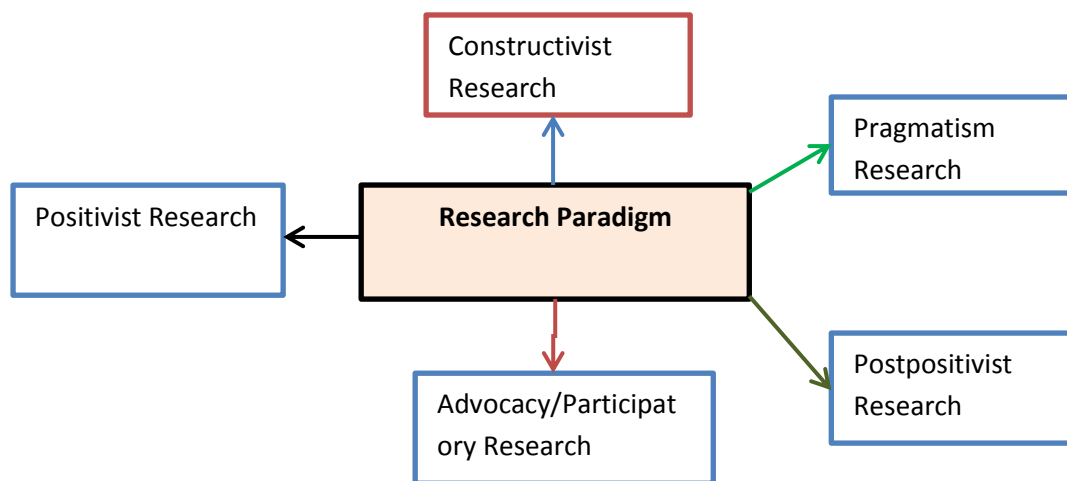 Constructivist
Research
Pragmatism
Research
Positivist Research
Research Paradigm
Postpositivist
Research
Advocacy/Participat
ory Research